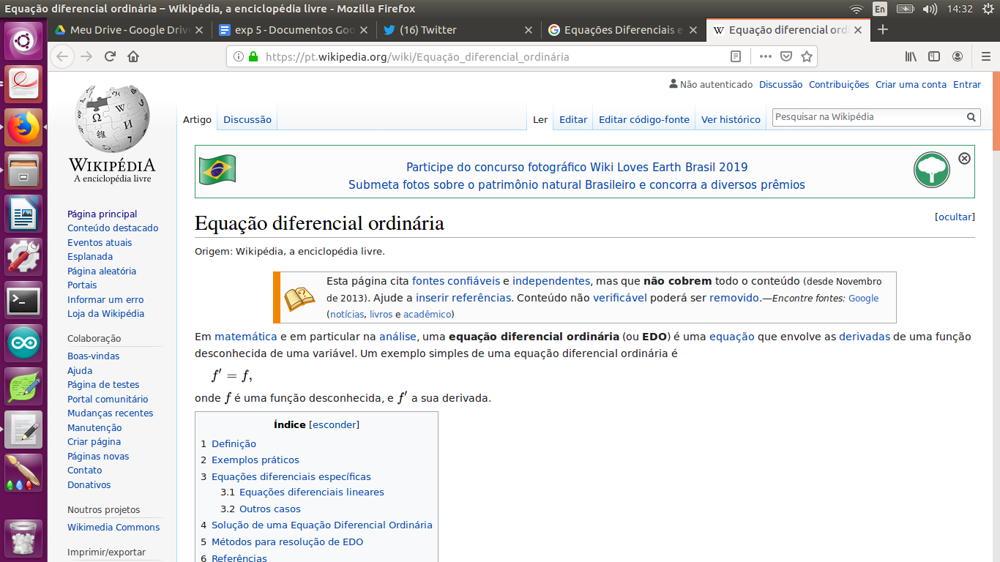 Equação diferencial ordinária – Wikipédia, a enciclopédia livre - Mozilla Firefox
En
14:32
Meu Drive - Google Drive
exp 5 - Documentos Goo
(16) Twitter
Equações Diferenciais e
Equação diferencial ord
https://pt.wikipedia.org/wiki/Equação_diferencial_ordinária
Não autenticado Discussão Contribuições Criar uma conta Entrar
Artigo Discussão
Ler Editar Editar código-fonte Ver histórico
Pesquisar na Wikipédia
WIKIPÉDIA
A enciclopédia livre
Página principal
Conteúdo destacado
Eventos atuais
Esplanada
Página aleatória
Portais
Informar um erro
Loja da Wikipédia
Colaboração
Boas-vindas
Ajuda
Página de testes
Portal comunitário
Mudanças recentes
Manutenção
Criar página
Páginas novas
Contato
Donativos
Noutros projetos
Wikimedia Commons
Imprimir/exportar
Participe do concurso fotográfico Wiki Loves Earth Brasil 2019
Submeta fotos sobre o patrimônio natural Brasileiro e concorra a diversos prêmios
[ocultar]
Equação diferencial ordinária
Origem: Wikipédia, a enciclopédia livre.
Esta página cita fontes confiáveis e independentes, mas que não cobrem todo o conteúdo (desde Novembro
de 2013). Ajude a inserir referências. Conteúdo não verificável poderá ser removido.—Encontre fontes: Google
(notícias, livros e acadêmico)
Em matemática e em particular na análise, uma equação diferencial ordinária (ou EDO) é uma equação que envolve as derivadas de uma função
desconhecida de uma variável. Um exemplo simples de uma equação diferencial ordinária é
f′ = f,
onde f é uma função desconhecida, e f′ a sua derivada.
Índice [esconder]
1 Definição
2 Exemplos práticos
3 Equações diferenciais específicas
3.1 Equações diferenciais lineares
3.2 Outros casos
4 Solução de uma Equação Diferencial Ordinária
5 Métodos para resolução de EDO
6 Referências